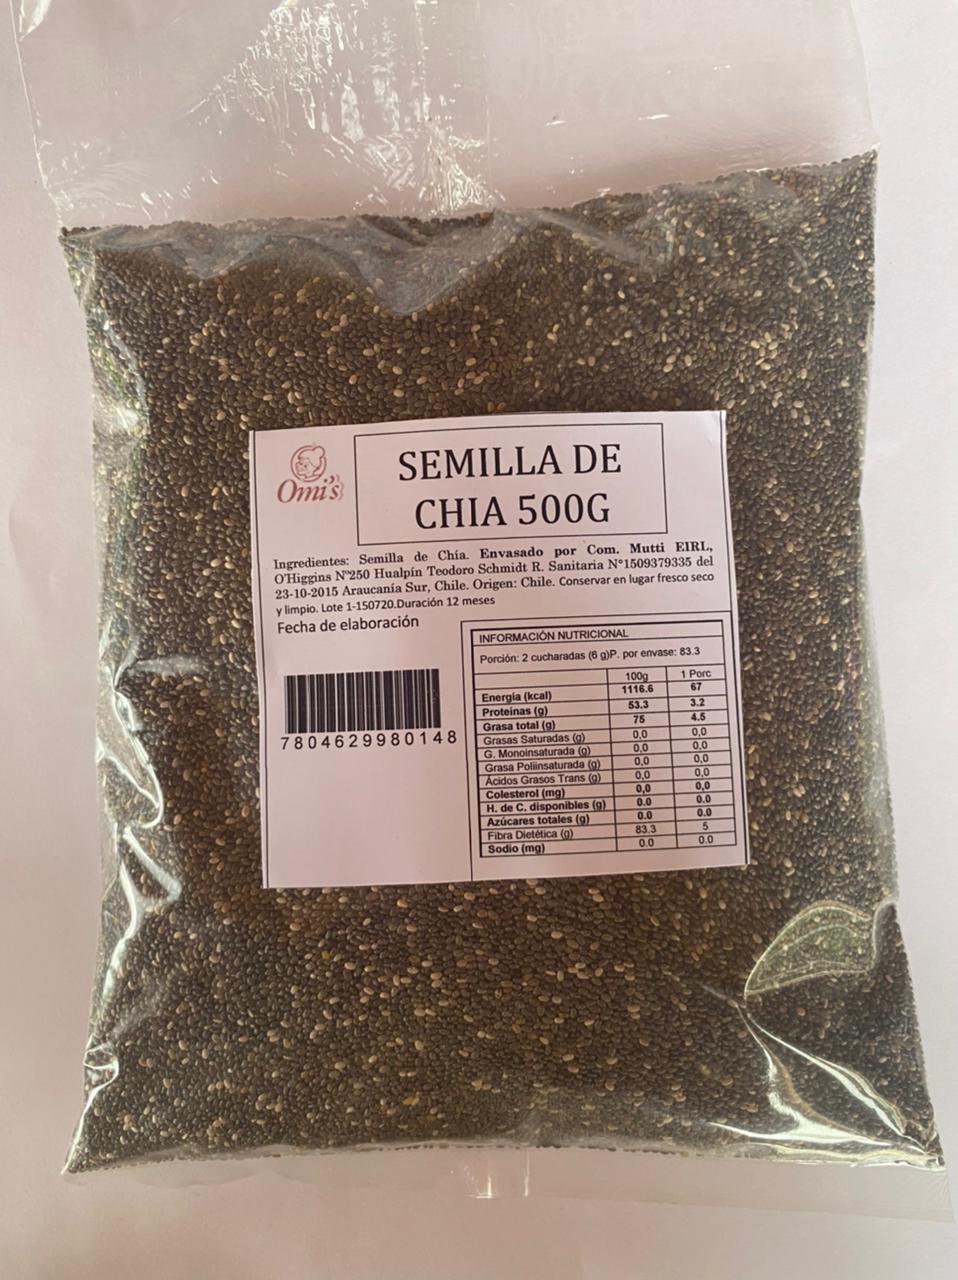 Omi's
SEMILLA DE
CHIA 500G
Ingredientes: Semilla de Chía. Envasado por Com. Mutti EIRL,
O'Higgins N°250 Hualpín Teodoro Schmidt R. Sanitaria N°1509379335 del
23-10-2015 Araucanía Sur, Chile. Origen: Chile. Conservar en lugar fresco seco
y limpio. Lote 1-150720.Duración 12 meses
Fecha de elaboración
7804629980148
INFORMACIÓN NUTRICIONAL
Porción: 2 cucharadas (6 g)P. por envase: 83.3
100g 1 Porc
Energía (kcal) 1116.6 67
Proteínas (g) 53.3 3.2
Grasa total (g) 75 4.5
Grasas Saturadas (g) 0,0 0,0
G. Monoinsaturada (g) 0,0 0,0
Grasa Poliinsaturada (g) 0,0 0,0
Ácidos Grasos Trans (g) 0,0 0,0
Colesterol (mg) 0,0 0,0
H. de C. disponibles (g) 0.0 0.0
Azúcares totales (g) 0.0 0.0
Fibra Dietética (g) 83.3 5
Sodio (mg) 0.0 0.0